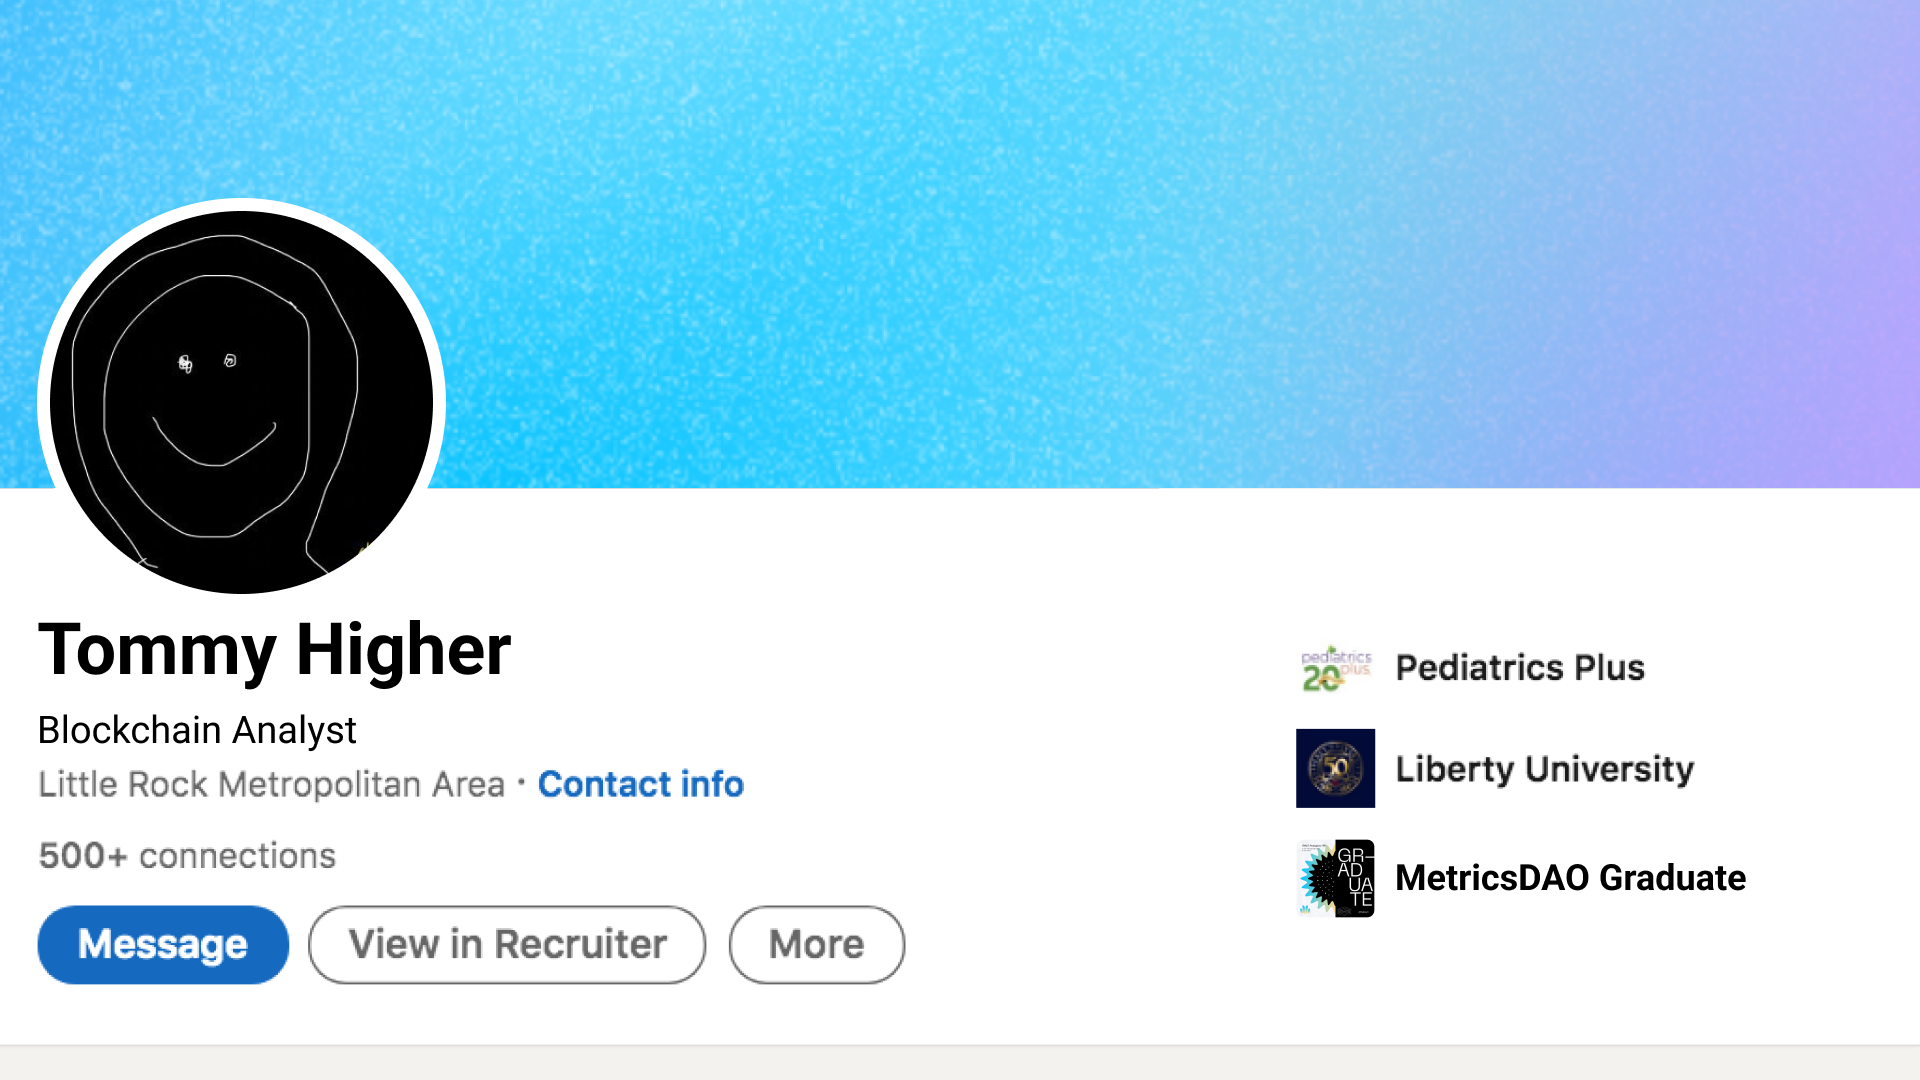 Tommy Higher
Blockchain Analyst
Little Rock Metropolitan Area · Contact info
500+ connections
Message
View in Recruiter
More
pediatrics
plus
20
Pediatrics Plus
50
Liberty University
GR-
AD
UA
TE
MetricsDAO Graduate